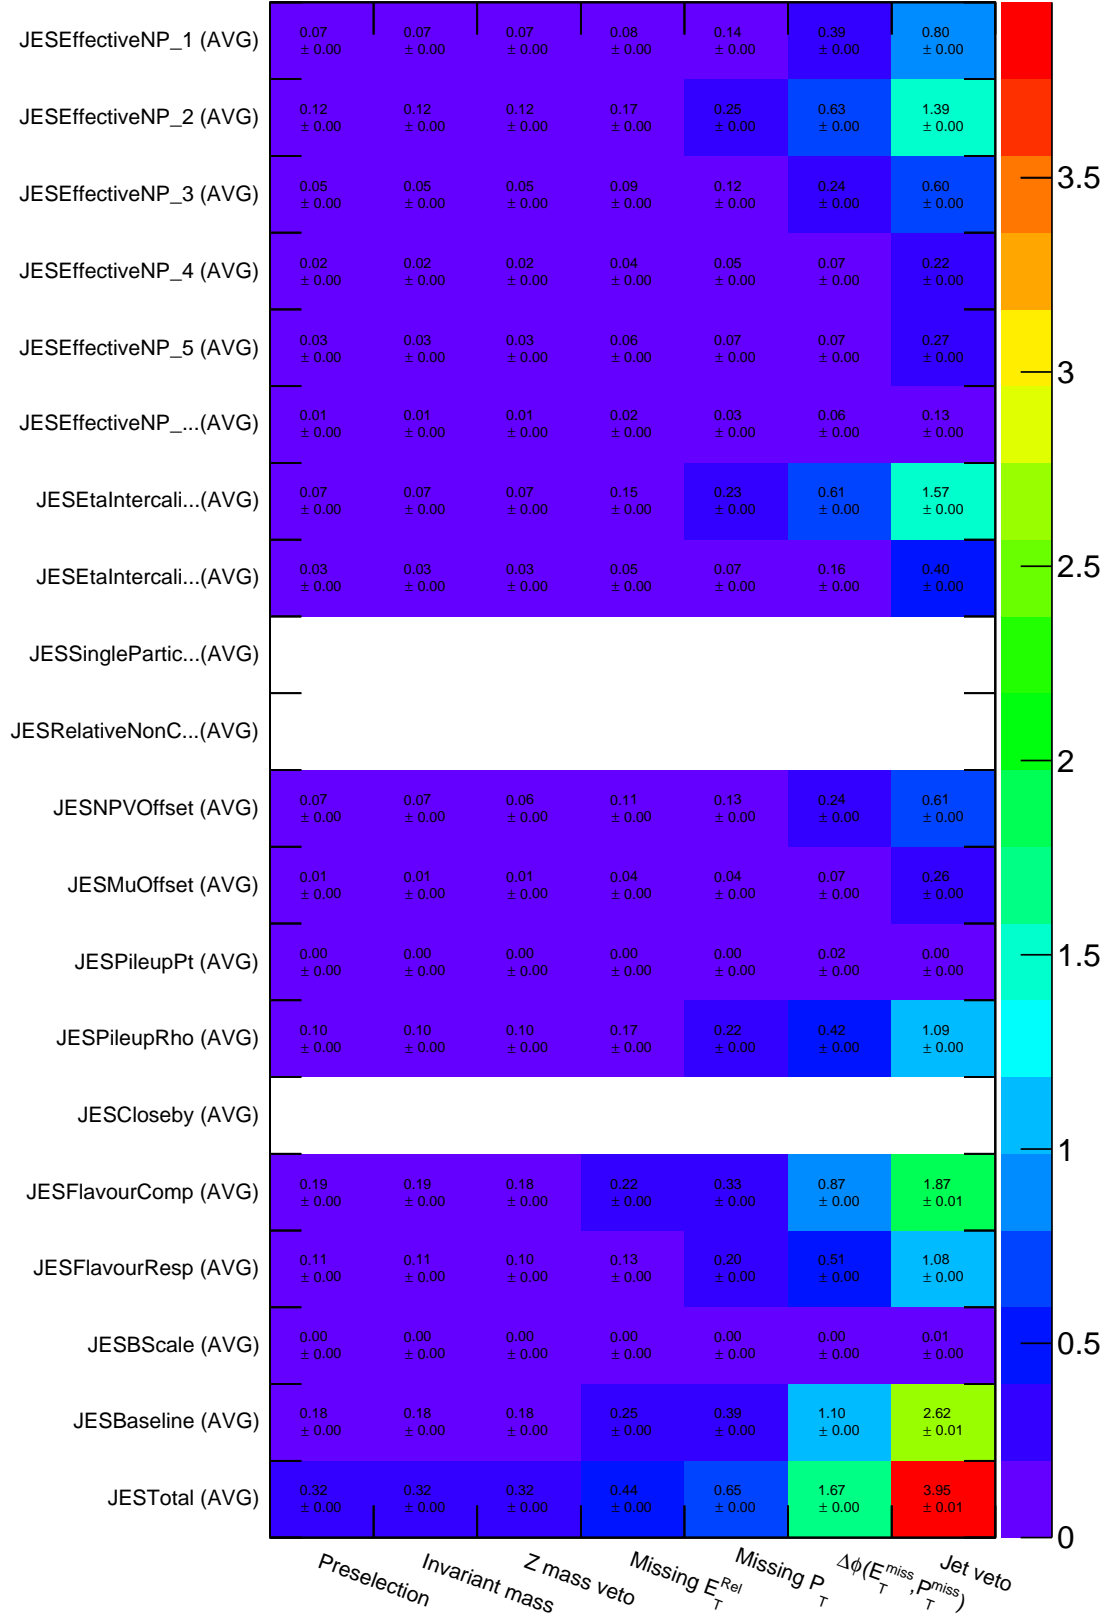 JESEffectiveNP_1 (AVG)
0.07 0.07 0.07 0.08 0.14 0.39 0.80
± 0.00 ± 0.00 ± 0.00 ± 0.00 ± 0.00 ± 0.00 ± 0.00
JESEffectiveNP_2 (AVG)
0.12 0.12 0.12 0.17 0.25 0.63 1.39
± 0.00 ± 0.00 ± 0.00 ± 0.00 ± 0.00 ± 0.00 ± 0.00
JESEffectiveNP_3 (AVG)
0.05 0.05 0.05 0.09 0.12 0.24 0.60
± 0.00 ± 0.00 ± 0.00 ± 0.00 ± 0.00 ± 0.00 ± 0.00
JESEffectiveNP_4 (AVG)
0.02 0.02 0.02 0.04 0.05 0.07 0.22
± 0.00 ± 0.00 ± 0.00 ± 0.00 ± 0.00 ± 0.00 ± 0.00
JESEffectiveNP_5 (AVG)
0.03 0.03 0.03 0.06 0.07 0.07 0.27
± 0.00 ± 0.00 ± 0.00 ± 0.00 ± 0.00 ± 0.00 ± 0.00
JESEffectiveNP_...(AVG)
0.01 0.01 0.01 0.02 0.03 0.06 0.13
± 0.00 ± 0.00 ± 0.00 ± 0.00 ± 0.00 ± 0.00 ± 0.00
JESEtaIntercali...(AVG)
0.07 0.07 0.07 0.15 0.23 0.61 1.57
± 0.00 ± 0.00 ± 0.00 ± 0.00 ± 0.00 ± 0.00 ± 0.00
JESEtaIntercali...(AVG)
0.03 0.03 0.03 0.05 0.07 0.16 0.40
± 0.00 ± 0.00 ± 0.00 ± 0.00 ± 0.00 ± 0.00 ± 0.00
JESSinglePartic...(AVG)
JESRelativeNonC...(AVG)
JESNPVOffset (AVG)
0.07 0.07 0.06 0.11 0.13 0.24 0.61
± 0.00 ± 0.00 ± 0.00 ± 0.00 ± 0.00 ± 0.00 ± 0.00
JESMuOffset (AVG)
0.01 0.01 0.01 0.04 0.04 0.07 0.26
± 0.00 ± 0.00 ± 0.00 ± 0.00 ± 0.00 ± 0.00 ± 0.00
JESPileupPt (AVG)
0.00 0.00 0.00 0.00 0.00 0.02 0.00
± 0.00 ± 0.00 ± 0.00 ± 0.00 ± 0.00 ± 0.00 ± 0.00
JESPileupRho (AVG)
0.10 0.10 0.10 0.17 0.22 0.42 1.09
± 0.00 ± 0.00 ± 0.00 ± 0.00 ± 0.00 ± 0.00 ± 0.00
JESCloseby (AVG)
JESFlavourComp (AVG)
0.19 0.19 0.18 0.22 0.33 0.87 1.87
± 0.00 ± 0.00 ± 0.00 ± 0.00 ± 0.00 ± 0.00 ± 0.01
JESFlavourResp (AVG)
0.11 0.11 0.10 0.13 0.20 0.51 1.08
± 0.00 ± 0.00 ± 0.00 ± 0.00 ± 0.00 ± 0.00 ± 0.00
JESBScale (AVG)
0.00 0.00 0.00 0.00 0.00 0.00 0.01
± 0.00 ± 0.00 ± 0.00 ± 0.00 ± 0.00 ± 0.00 ± 0.00
JESBaseline (AVG)
0.18 0.18 0.18 0.25 0.39 1.10 2.62
± 0.00 ± 0.00 ± 0.00 ± 0.00 ± 0.00 ± 0.00 ± 0.01
JESTotal (AVG)
0.32 0.32 0.32 0.44 0.65 1.67 3.95
± 0.00 ± 0.00 ± 0.00 ± 0.00 ± 0.00 ± 0.00 ± 0.01
Preselection
Invariant mass
Z mass veto
Missing E_T^Rel
Missing P_T
Δϕ(E_T^miss,P_T^miss)
Jet veto
3.5
3
2.5
2
1.5
1
0.5
0